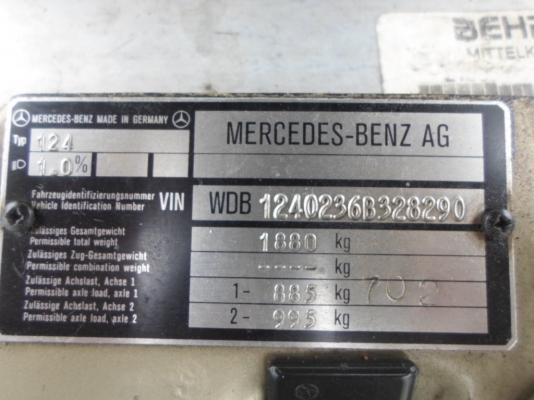 BEHR
MITTELK
MERCEDES-BENZ MADE IN GERMANY
MERCEDES-BENZ AG
Typ 124
1.0%
Fahrzeugidentifizierungsnummer
Vehicle Identification Number
VIN
WDB 1240236B328290
Zulässiges Gesamtgewicht
Permissible total weight
1880 kg
Zulässiges Zug-Gesamtgewicht
Permissible combination weight
---- kg
Zulässige Achslast, Achse 1
Permissible axle load, axle 1
1- 885 kg 702
Zulässige Achslast, Achse 2
Permissible axle load, axle 2
2- 995 kg